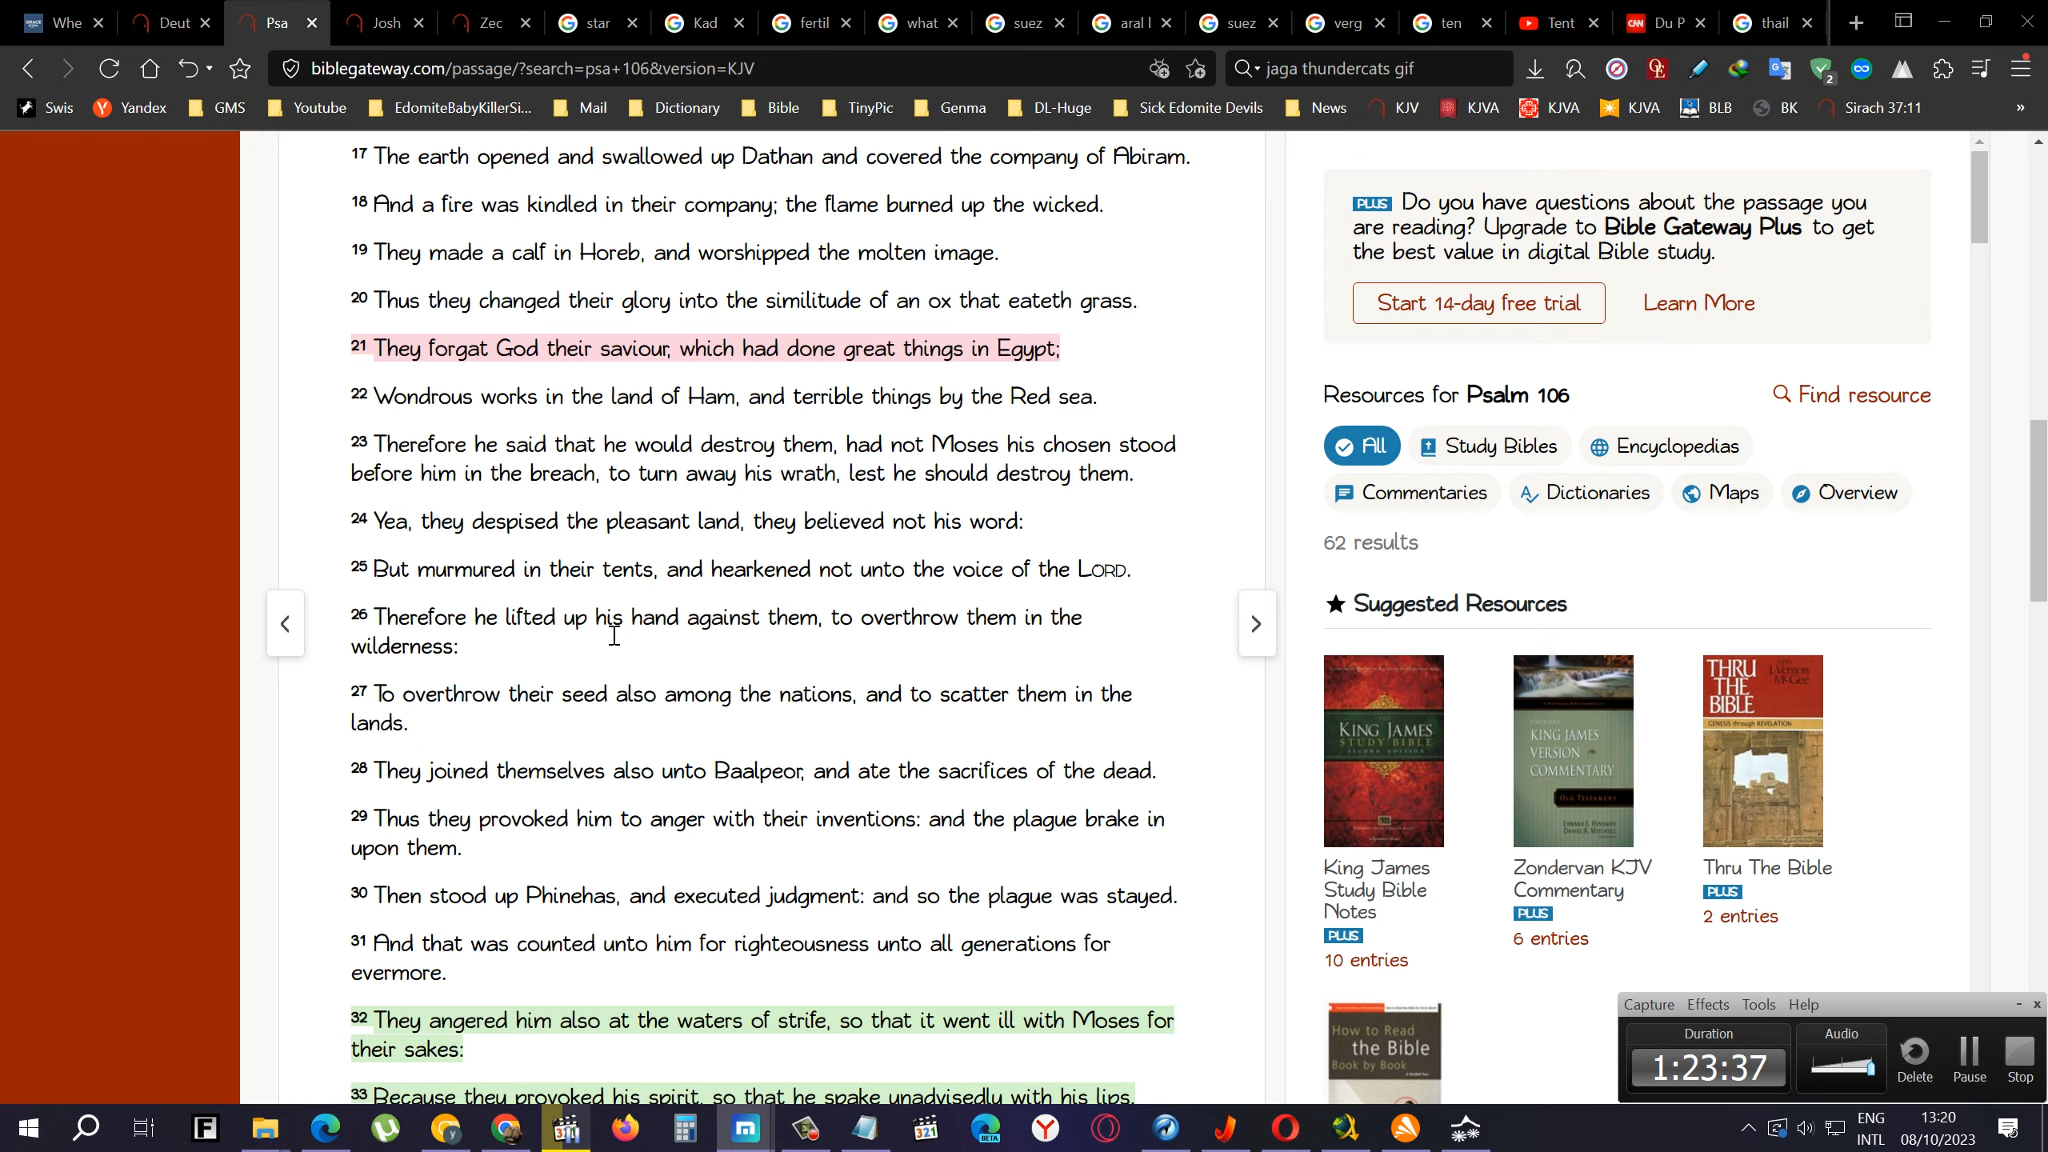 Whe
Deut
Psa
Josh
Zec
star
Kad
fertil
what
suez
aral l
suez
verg
ten
Tent
Du P
thail
biblegateway.com/passage/?search=psa+106&version=KJV
jaga thundercats gif
Swis
Yandex
GMS
Youtube
EdomiteBabyKillerSi...
Mail
Dictionary
Bible
TinyPic
Genma
DL-Huge
Sick Edomite Devils
News
KJV
KJVA
KJVA
KJVA
BLB
BK
Sirach 37:11
17 The earth opened and swallowed up Dathan and covered the company of Abiram.
18 And a fire was kindled in their company; the flame burned up the wicked.
19 They made a calf in Horeb, and worshipped the molten image.
20 Thus they changed their glory into the similitude of an ox that eateth grass.
21 They forgat God their saviour, which had done great things in Egypt;
22 Wondrous works in the land of Ham, and terrible things by the Red sea.
23 Therefore he said that he would destroy them, had not Moses his chosen stood
before him in the breach, to turn away his wrath, lest he should destroy them.
24 Yea, they despised the pleasant land, they believed not his word:
25 But murmured in their tents, and hearkened not unto the voice of the LORD.
26 Therefore he lifted up his hand against them, to overthrow them in the
wilderness:
27 To overthrow their seed also among the nations, and to scatter them in the
lands.
28 They joined themselves also unto Baalpeor, and ate the sacrifices of the dead.
29 Thus they provoked him to anger with their inventions: and the plague brake in
upon them.
30 Then stood up Phinehas, and executed judgment: and so the plague was stayed.
31 And that was counted unto him for righteousness unto all generations for
evermore.
32 They angered him also at the waters of strife, so that it went ill with Moses for
their sakes:
33 Because they provoked his spirit, so that he spake unadvisedly with his lips.
PLUS Do you have questions about the passage you
are reading? Upgrade to Bible Gateway Plus to get
the best value in digital Bible study.
Start 14-day free trial
Learn More
Resources for Psalm 106
Find resource
All
Study Bibles
Encyclopedias
Commentaries
Dictionaries
Maps
Overview
62 results
Suggested Resources
KING JAMES
STUDY BIBLE
SECOND EDITION
King James
Study Bible
Notes
PLUS
10 entries
ZONDERVAN
KING JAMES
VERSION
COMMENTARY
OLD TESTAMENT
Zondervan KJV
Commentary
PLUS
6 entries
THRU
THE
BIBLE
J. Vernon
McGee
GENESIS through REVELATION
Thru The Bible
PLUS
2 entries
How to Read
the Bible
Book by Book
Capture
Effects
Tools
Help
Duration
Audio
1:23:37
Delete
Pause
Stop
ENG
INTL
13:20
08/10/2023